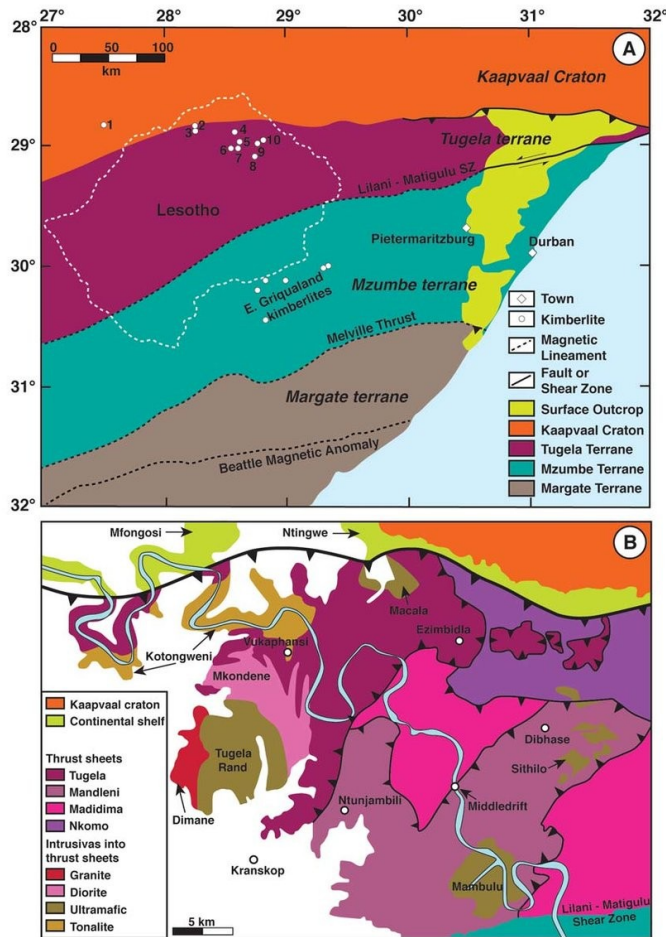 27° 28° 29° 30° 31° 32°
28°
A
0 50 100
km
Kaapvaal Craton
1
2
3
4
5
6
7
8
9
10
29°
Tugela terrane
Lilani - Matigulu SZ
Lesotho
Pietermaritzburg
Durban
30°
E. Griqualand
kimberlites
Mzumbe terrane
Melville Thrust
31°
Margate terrane
Beattle Magnetic Anomaly
32°
Town
Kimberlite
Magnetic
Lineament
Fault or
Shear Zone
Surface Outcrop
Kaapvaal Craton
Tugela Terrane
Mzumbe Terrane
Margate Terrane
B
Mfongosi
Ntingwe
Macala
Ezimbidla
Vukaphansi
Kotongweni
Mkondene
Tugela
Rand
Dibhase
Sithilo
Dimane
Ntunjambili
Middledrift
Kranskop
Mambulu
Lilani - Matigulu
Shear Zone
5 km
Kaapvaal craton
Continental shelf
Thrust sheets
Tugela
Mandleni
Madidima
Nkomo
Intrusivas into
thrust sheets
Granite
Diorite
Ultramafic
Tonalite